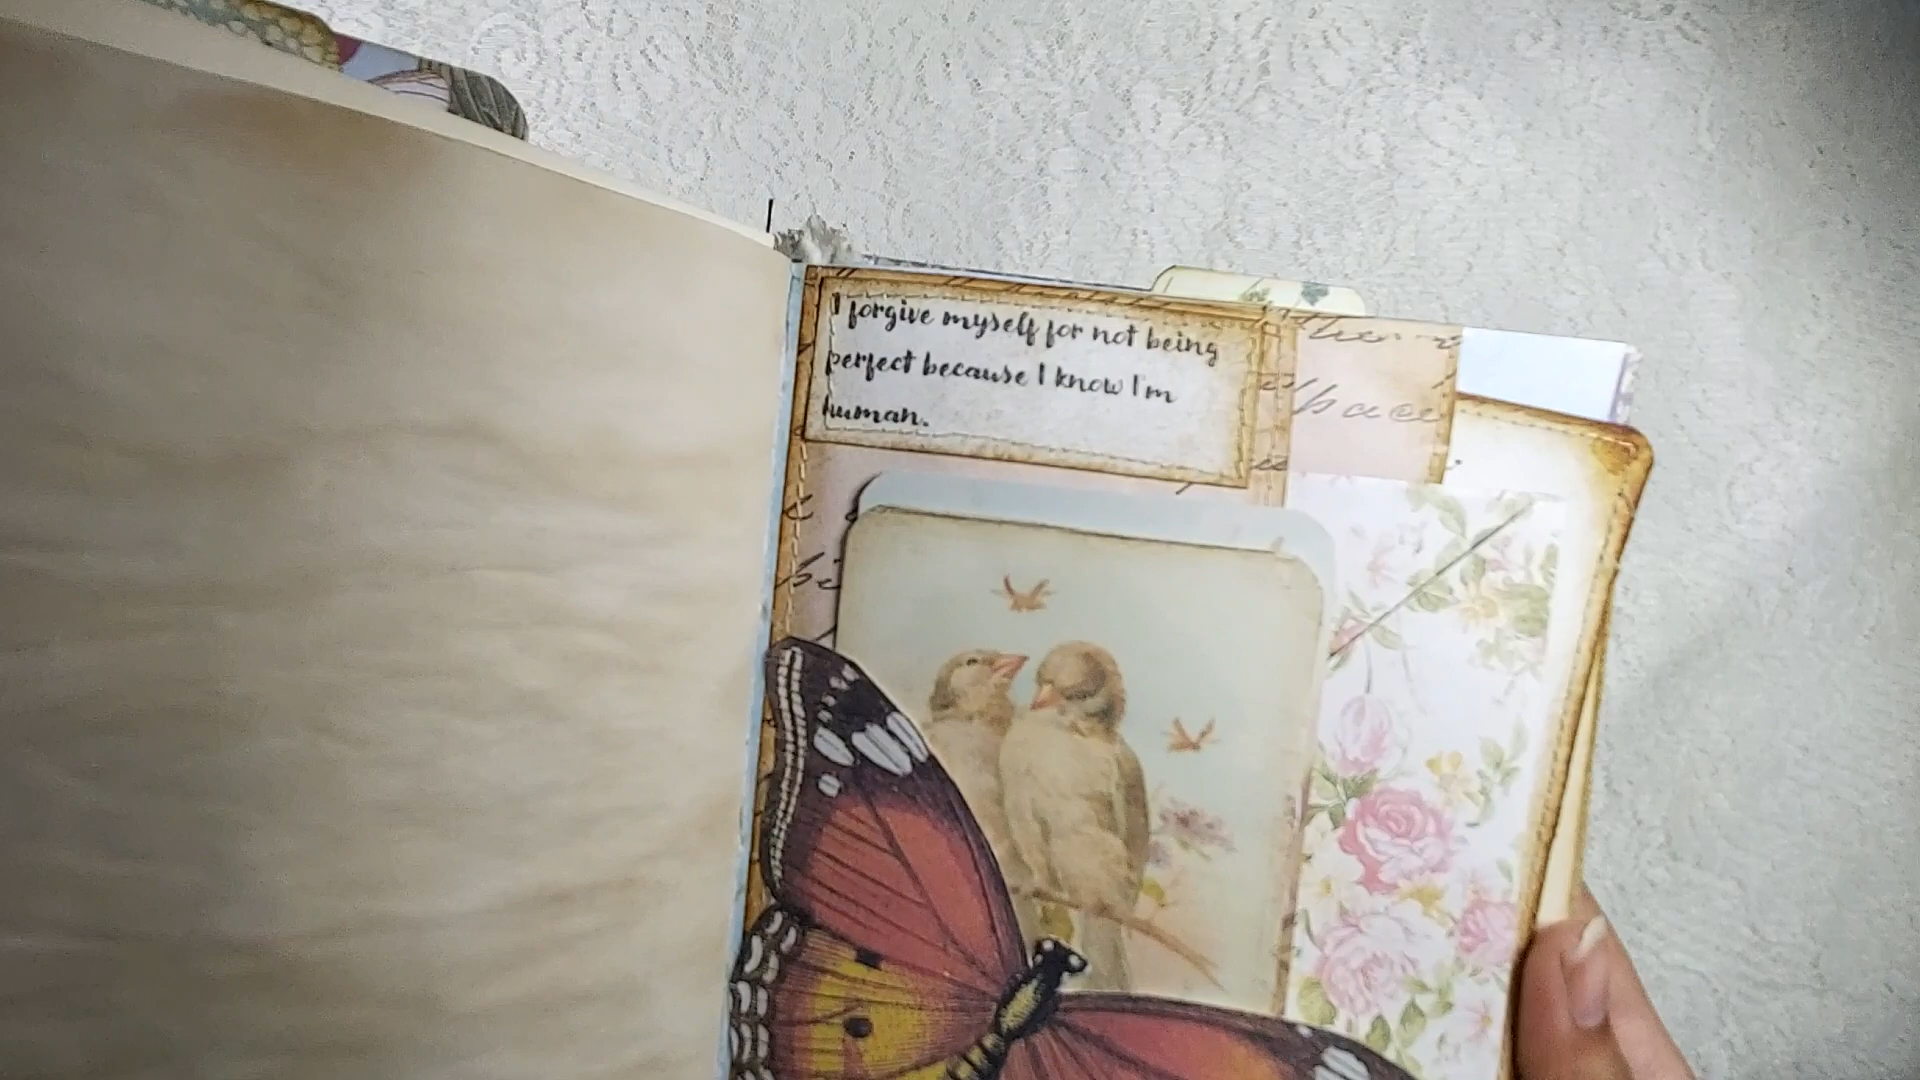 I forgive myself for not being
perfect because I know I'm
human.